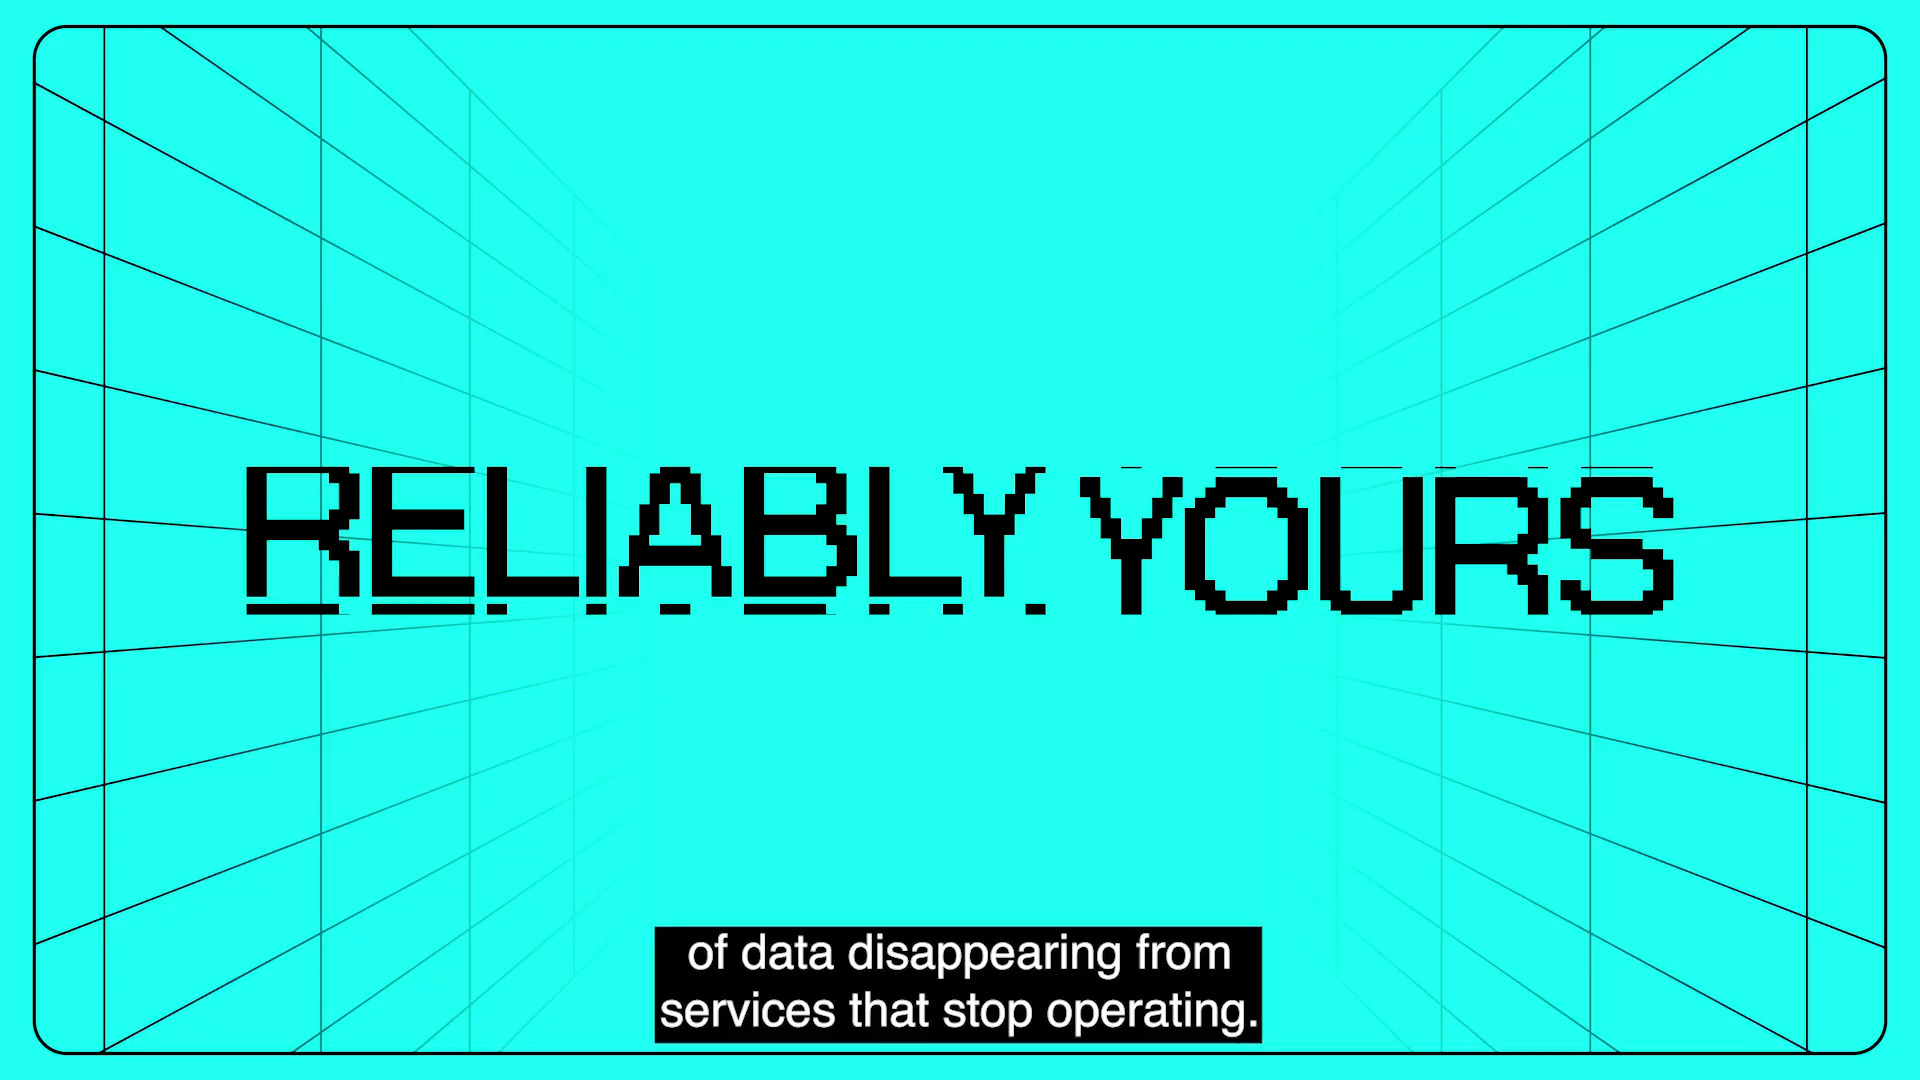 RELIABLY YOURS
of data disappearing from
services that stop operating.